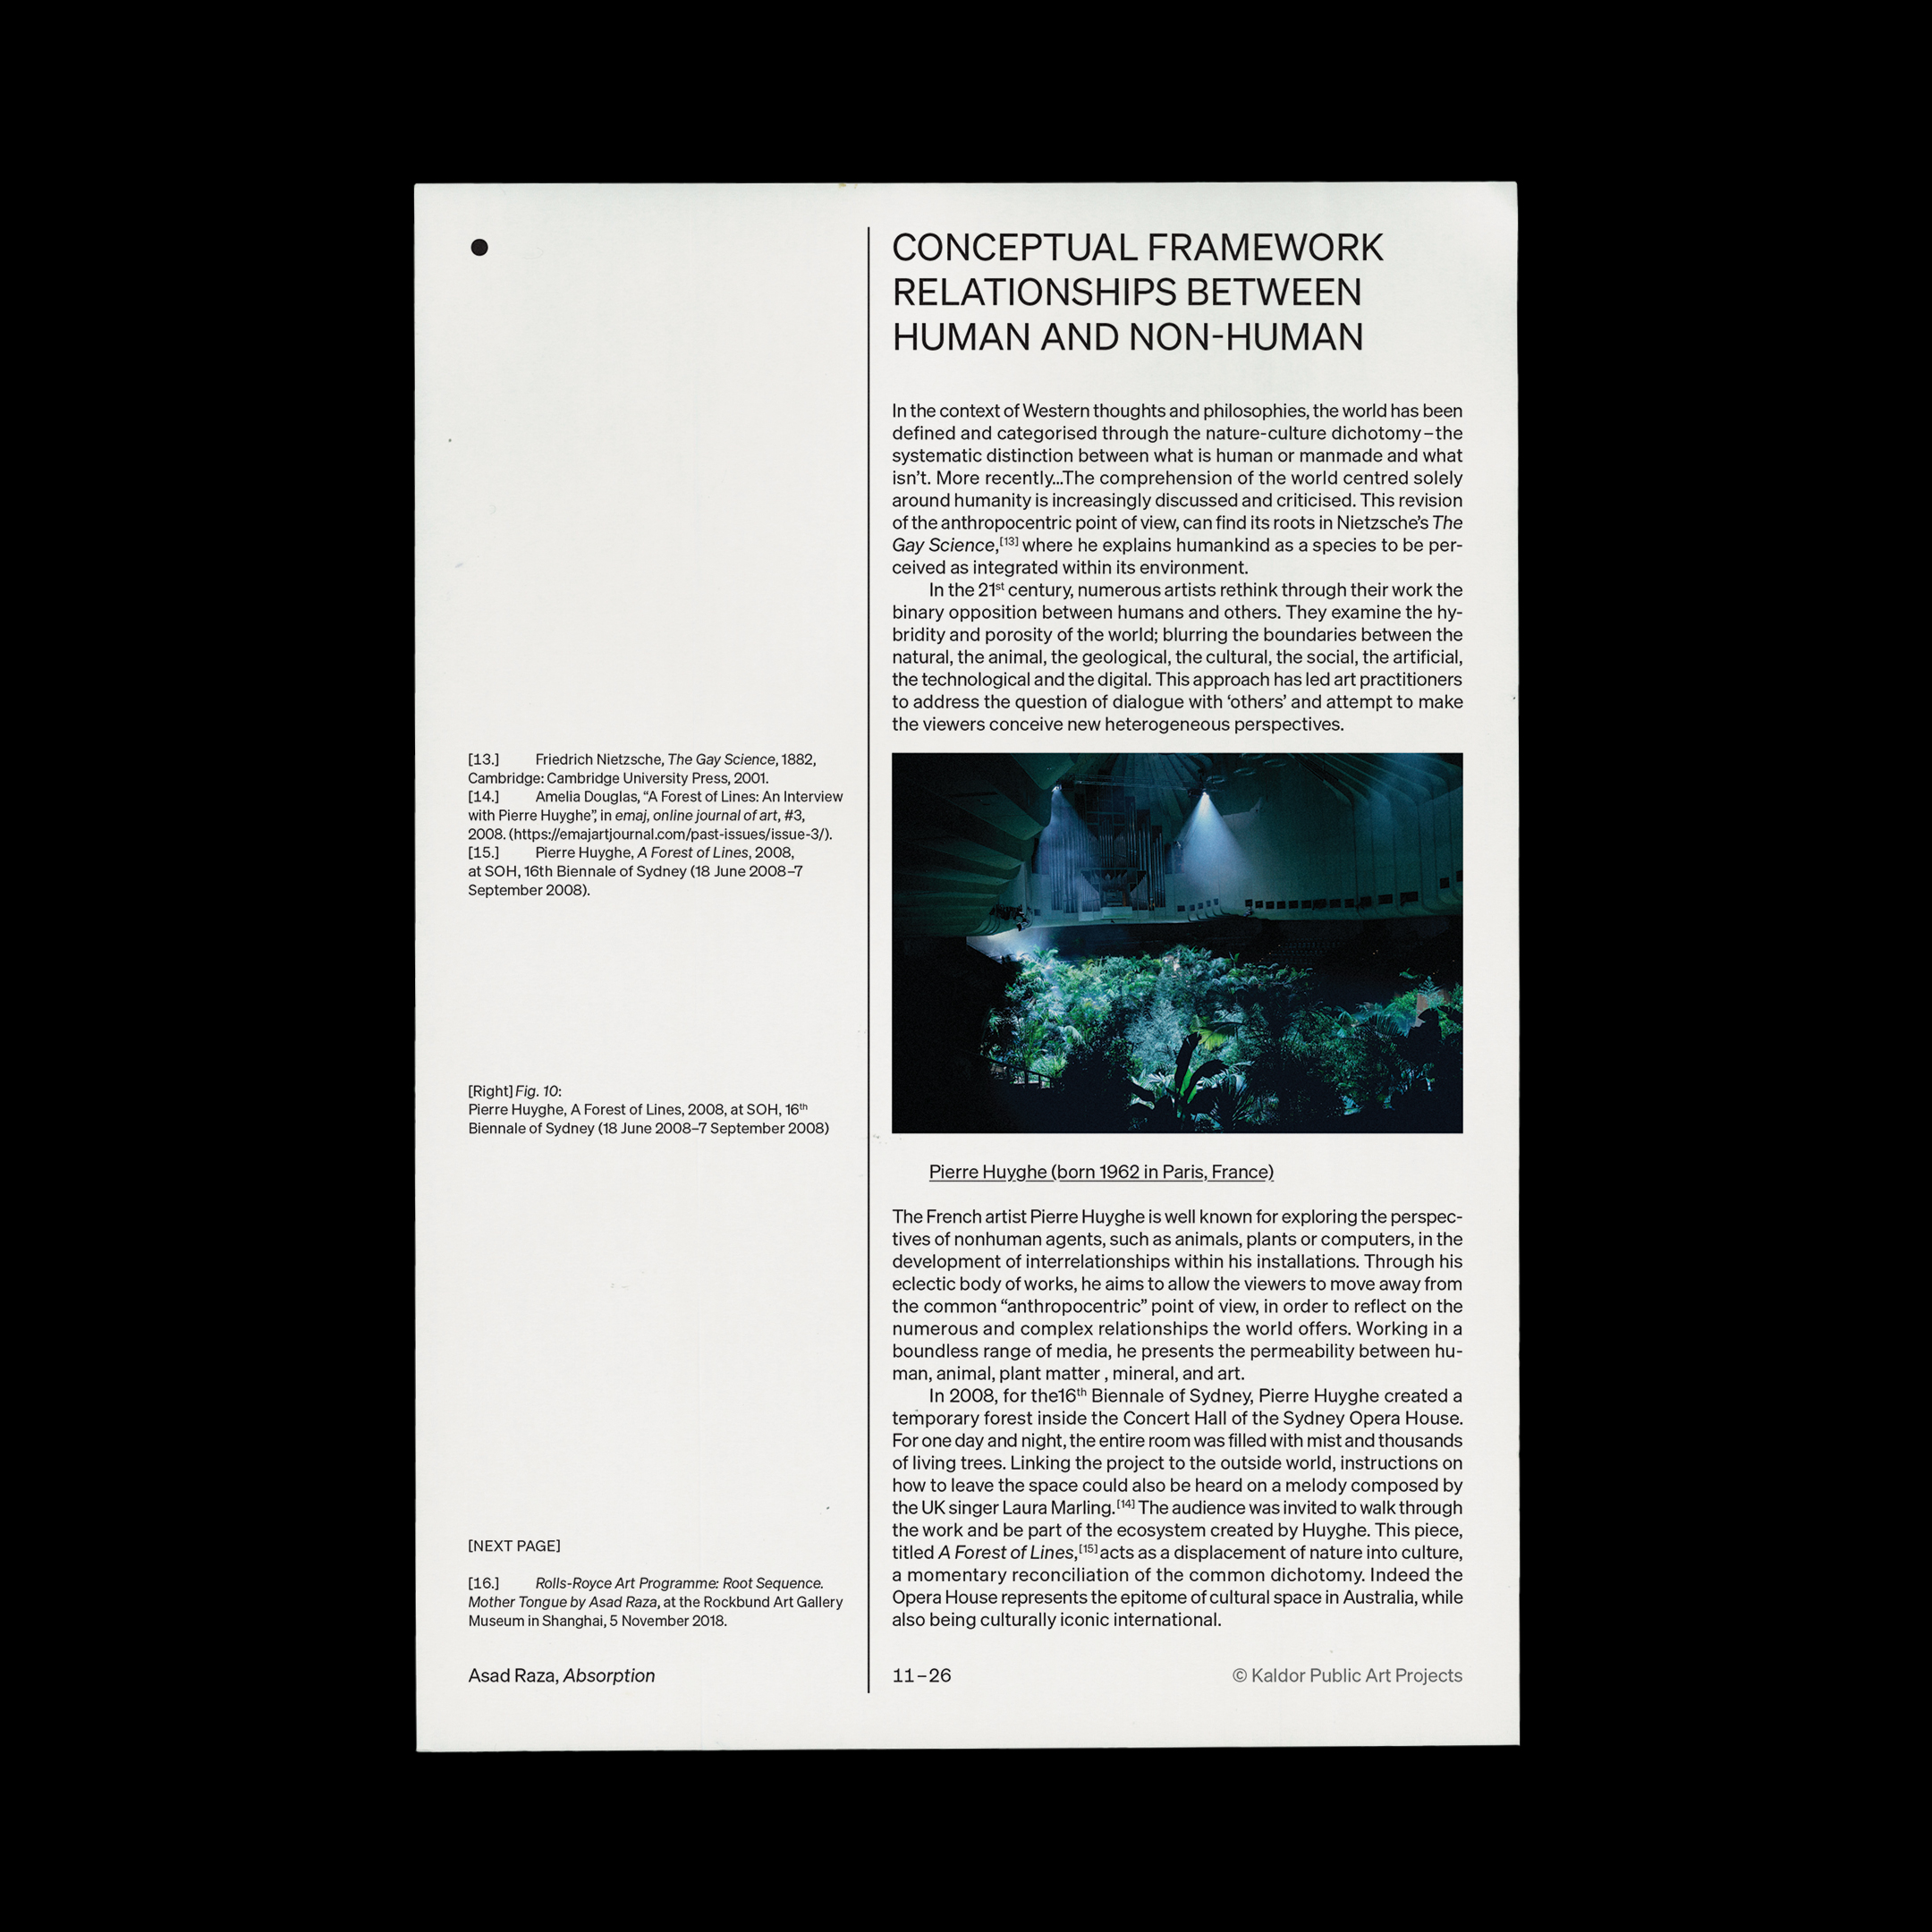 CONCEPTUAL FRAMEWORK
RELATIONSHIPS BETWEEN
HUMAN AND NON-HUMAN
In the context of Western thoughts and philosophies, the world has been
defined and categorised through the nature-culture dichotomy – the
systematic distinction between what is human or manmade and what
isn’t. More recently...The comprehension of the world centred solely
around humanity is increasingly discussed and criticised. This revision
of the anthropocentric point of view, can find its roots in Nietzsche’s The
Gay Science,[13] where he explains humankind as a species to be per-
ceived as integrated within its environment.
In the 21st century, numerous artists rethink through their work the
binary opposition between humans and others. They examine the hy-
bridity and porosity of the world; blurring the boundaries between the
natural, the animal, the geological, the cultural, the social, the artificial,
the technological and the digital. This approach has led art practitioners
to address the question of dialogue with ‘others’ and attempt to make
the viewers conceive new heterogeneous perspectives.
[13.] Friedrich Nietzsche, The Gay Science, 1882,
Cambridge: Cambridge University Press, 2001.
[14.] Amelia Douglas, “A Forest of Lines: An Interview
with Pierre Huyghe”, in emaj, online journal of art, #3,
2008. (https://emajartjournal.com/past-issues/issue-3/).
[15.] Pierre Huyghe, A Forest of Lines, 2008,
at SOH, 16th Biennale of Sydney (18 June 2008–7
September 2008).
[Right] Fig. 10:
Pierre Huyghe, A Forest of Lines, 2008, at SOH, 16th
Biennale of Sydney (18 June 2008–7 September 2008)
Pierre Huyghe (born 1962 in Paris, France)
The French artist Pierre Huyghe is well known for exploring the perspec-
tives of nonhuman agents, such as animals, plants or computers, in the
development of interrelationships within his installations. Through his
eclectic body of works, he aims to allow the viewers to move away from
the common “anthropocentric” point of view, in order to reflect on the
numerous and complex relationships the world offers. Working in a
boundless range of media, he presents the permeability between hu-
man, animal, plant matter , mineral, and art.
In 2008, for the16th Biennale of Sydney, Pierre Huyghe created a
temporary forest inside the Concert Hall of the Sydney Opera House.
For one day and night, the entire room was filled with mist and thousands
of living trees. Linking the project to the outside world, instructions on
how to leave the space could also be heard on a melody composed by
the UK singer Laura Marling.[14] The audience was invited to walk through
the work and be part of the ecosystem created by Huyghe. This piece,
titled A Forest of Lines,[15] acts as a displacement of nature into culture,
a momentary reconciliation of the common dichotomy. Indeed the
Opera House represents the epitome of cultural space in Australia, while
also being culturally iconic international.
[NEXT PAGE]
[16.] Rolls-Royce Art Programme: Root Sequence.
Mother Tongue by Asad Raza, at the Rockbund Art Gallery
Museum in Shanghai, 5 November 2018.
Asad Raza, Absorption
11–26
© Kaldor Public Art Projects